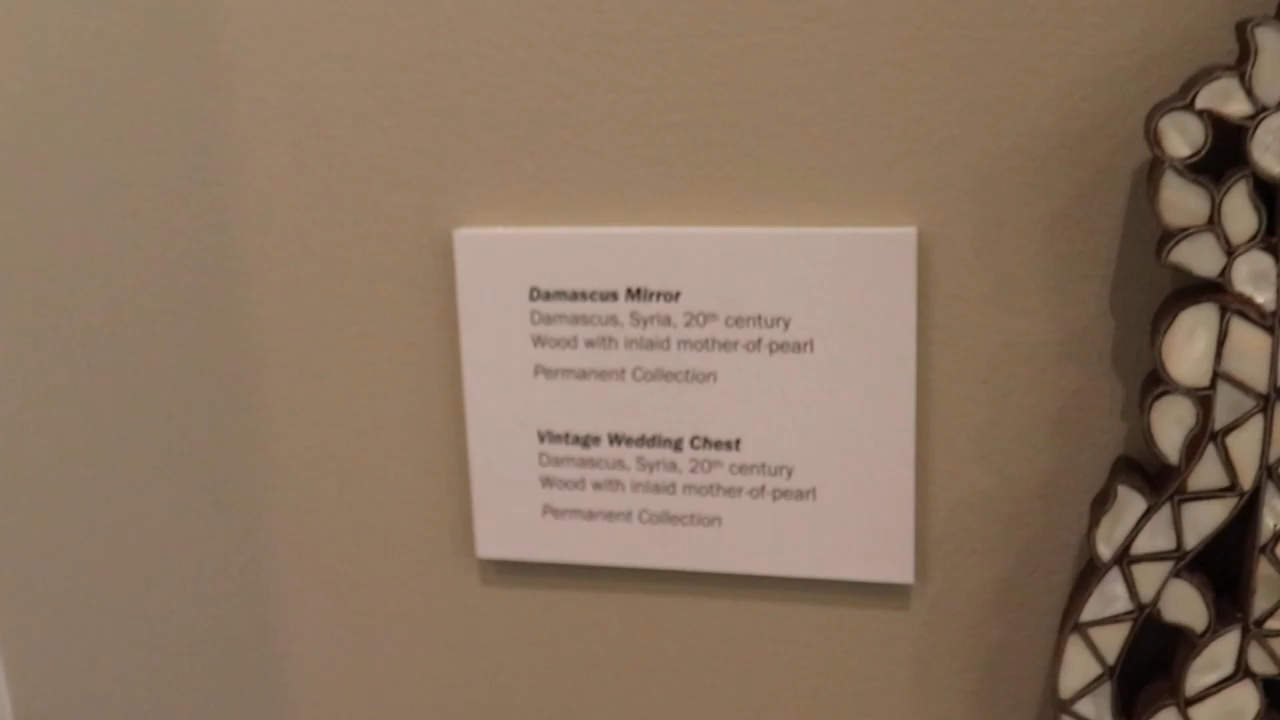 Damascus Mirror
Damascus, Syria, 20th century
Wood with inlaid mother-of-pearl
Permanent Collection
Vintage Wedding Chest
Damascus, Syria, 20th century
Wood with inlaid mother-of-pearl
Permanent Collection